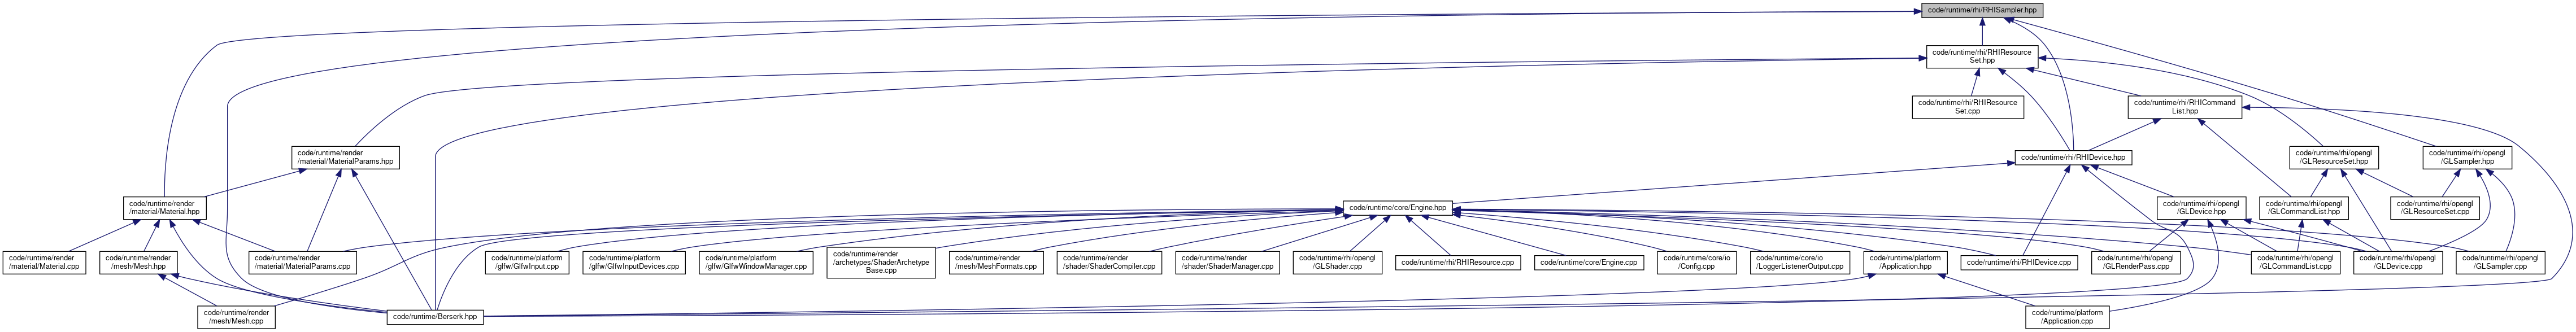 code/runtime/rhi/RHISampler.hpp
code/runtime/rhi/RHIResource
Set.hpp
code/runtime/rhi/RHIResource
Set.cpp
code/runtime/rhi/RHICommand
List.hpp
code/runtime/render
/material/MaterialParams.hpp
code/runtime/rhi/RHIDevice.hpp
code/runtime/rhi/opengl
/GLResourceSet.hpp
code/runtime/rhi/opengl
/GLSampler.hpp
code/runtime/render
/material/Material.hpp
code/runtime/core/Engine.hpp
code/runtime/rhi/opengl
/GLDevice.hpp
code/runtime/rhi/opengl
/GLCommandList.hpp
code/runtime/rhi/opengl
/GLResourceSet.cpp
code/runtime/render
/material/Material.cpp
code/runtime/render
/mesh/Mesh.hpp
code/runtime/render
/material/MaterialParams.cpp
code/runtime/platform
/glfw/GlfwInput.cpp
code/runtime/platform
/glfw/GlfwInputDevices.cpp
code/runtime/platform
/glfw/GlfwWindowManager.cpp
code/runtime/render
/archetypes/ShaderArchetype
Base.cpp
code/runtime/render
/mesh/MeshFormats.cpp
code/runtime/render
/shader/ShaderCompiler.cpp
code/runtime/render
/shader/ShaderManager.cpp
code/runtime/rhi/opengl
/GLShader.cpp
code/runtime/rhi/RHIResource.cpp
code/runtime/core/Engine.cpp
code/runtime/core/io
/Config.cpp
code/runtime/core/io
/LoggerListenerOutput.cpp
code/runtime/platform
/Application.hpp
code/runtime/rhi/RHIDevice.cpp
code/runtime/rhi/opengl
/GLRenderPass.cpp
code/runtime/rhi/opengl
/GLCommandList.cpp
code/runtime/rhi/opengl
/GLDevice.cpp
code/runtime/rhi/opengl
/GLSampler.cpp
code/runtime/render
/mesh/Mesh.cpp
code/runtime/Berserk.hpp
code/runtime/platform
/Application.cpp